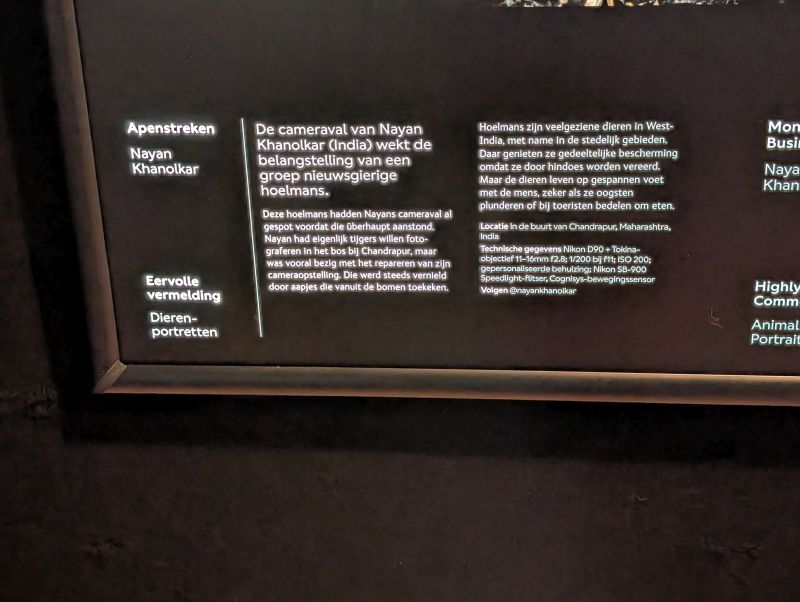 Apenstreken
Nayan
Khanolkar
Eervolle
vermelding
Dieren-
portretten
De cameraval van Nayan
Khanolkar (India) wekt de
belangstelling van een
groep nieuwsgierige
hoelmans.
Deze hoelmans hadden Nayans cameraval al
gespot voordat die überhaupt aanstond.
Nayan had eigenlijk tijgers willen foto-
graferen in het bos bij Chandrapur, maar
was vooral bezig met het repareren van zijn
cameraopstelling. Die werd steeds vernield
door aapjes die vanuit de bomen toekeken.
Hoelmans zijn veelgeziene dieren in West-
India, met name in de stedelijk gebieden.
Daar genieten ze gedeeltelijke bescherming
omdat ze door hindoes worden vereerd.
Maar de dieren leven op gespannen voet
met de mens, zeker als ze oogsten
plunderen of bij toeristen bedelen om eten.
Locatie In de buurt van Chandrapur, Maharashtra,
India
Technische gegevens Nikon D90 + Tokina-
objectief 11-16mm f2.8; 1/200 bij f11; ISO 200;
gepersonaliseerde behuizing; Nikon SB-900
Speedlight-flitser, Cognisys-bewegingssensor
Volgen @nayankhanolkar
Mon
Busi
Naya
Khan
Highly
Comm
Animal
Portrait